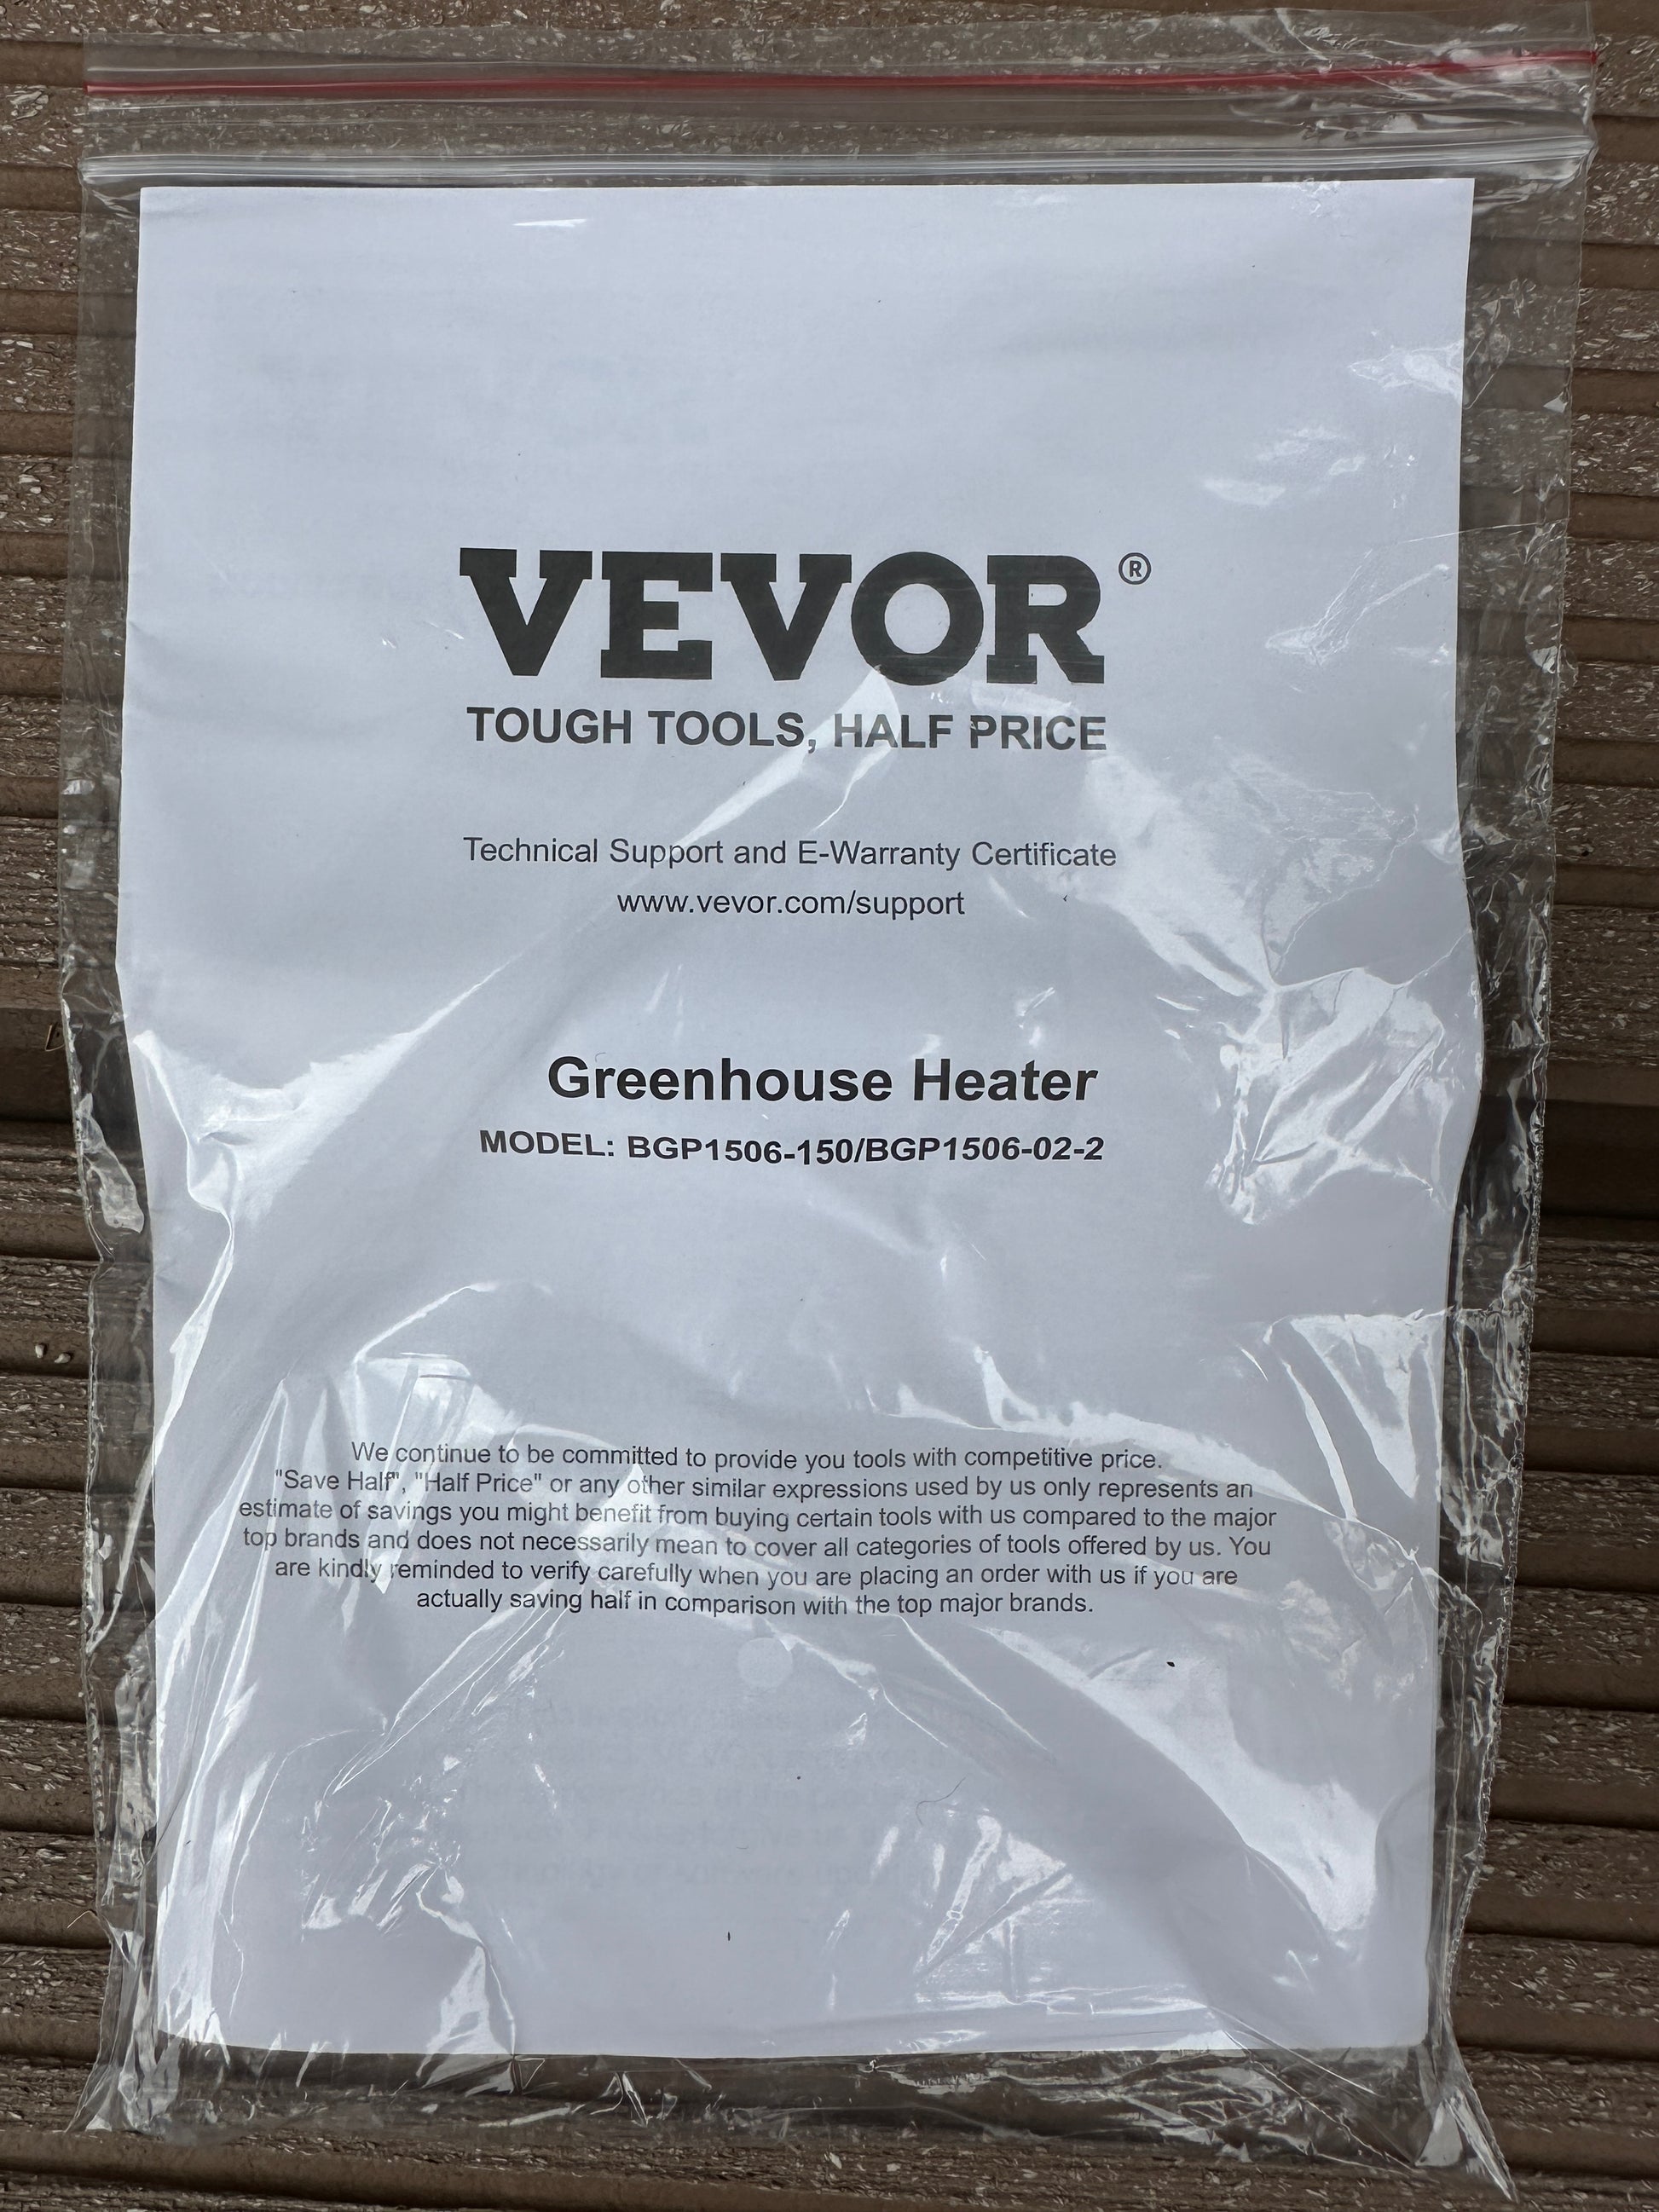 VEVOR®
TOUGH TOOLS, HALF PRICE
Technical Support and E-Warranty Certificate
www.vevor.com/support
Greenhouse Heater
MODEL: BGP1506-150/BGP1506-02-2
We continue to be committed to provide you tools with competitive price.
"Save Half", "Half Price" or any other similar expressions used by us only represents an
estimate of savings you might benefit from buying certain tools with us compared to the major
top brands and does not necessarily mean to cover all categories of tools offered by us. You
are kindly reminded to verify carefully when you are placing an order with us if you are
actually saving half in comparison with the top major brands.